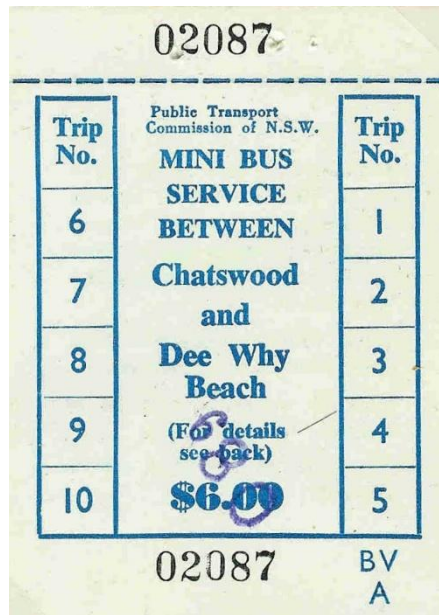 02087
Public Transport
Commission of N.S.W.
MINI BUS
SERVICE
BETWEEN
Chatswood
and
Dee Why
Beach
(For details
see back)
$6.00
Trip
No.
6
7
8
9
10
Trip
No.
1
2
3
4
5
02087
BV
A